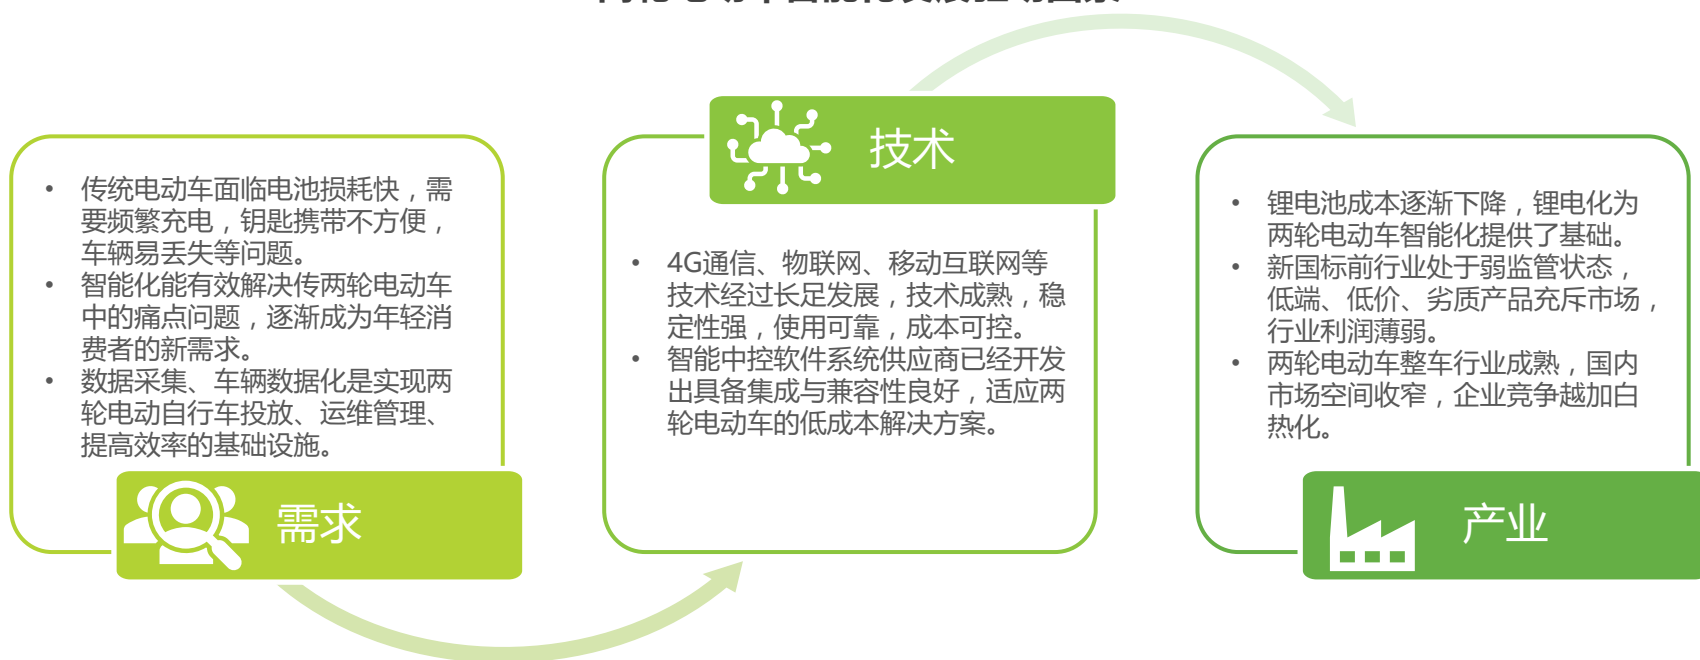 • 传统电动车面临电池损耗快，需
要频繁充电，钥匙携带不方便，
车辆易丢失等问题。
• 智能化能有效解决传两轮电动车
中的痛点问题，逐渐成为年轻消
费者的新需求。
• 数据采集、车辆数据化是实现两
轮电动自行车投放、运维管理、
提高效率的基础设施。
需求
技术
• 4G通信、物联网、移动互联网等
技术经过长足发展，技术成熟，稳
定性强，使用可靠，成本可控。
• 智能中控软件系统供应商已经开发
出具备集成与兼容性良好，适应两
轮电动车的低成本解决方案。
• 锂电池成本逐渐下降，锂电化为
两轮电动车智能化提供了基础。
• 新国标前行业处于弱监管状态，
低端、低价、劣质产品充斥市场，
行业利润薄弱。
• 两轮电动车整车行业成熟，国内
市场空间收窄，企业竞争越加白
热化。
产业